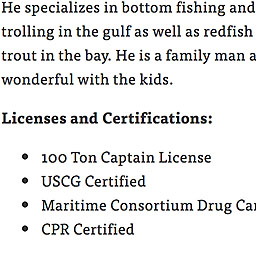 He specializes in bottom fishing and
trolling in the gulf as well as redfish
trout in the bay. He is a family man a
wonderful with the kids.
Licenses and Certifications:
• 100 Ton Captain License
• USCG Certified
• Maritime Consortium Drug Car
• CPR Certified